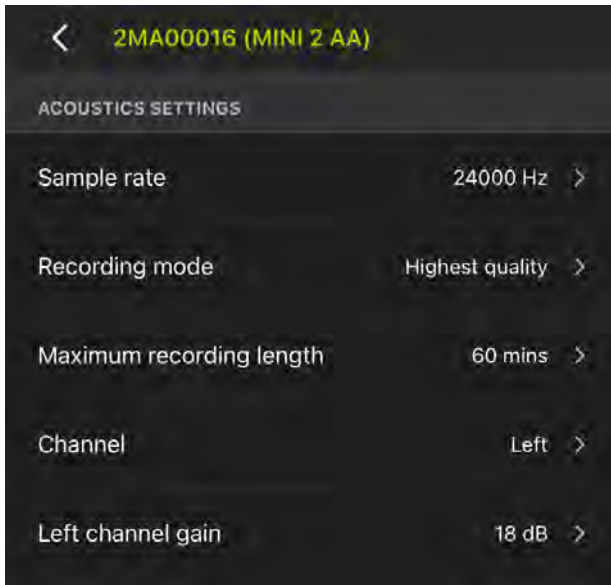 2MA00016 (MINI 2 AA)
ACOUSTICS SETTINGS
Sample rate 24000 Hz
Recording mode Highest quality
Maximum recording length 60 mins
Channel Left
Left channel gain 18 dB